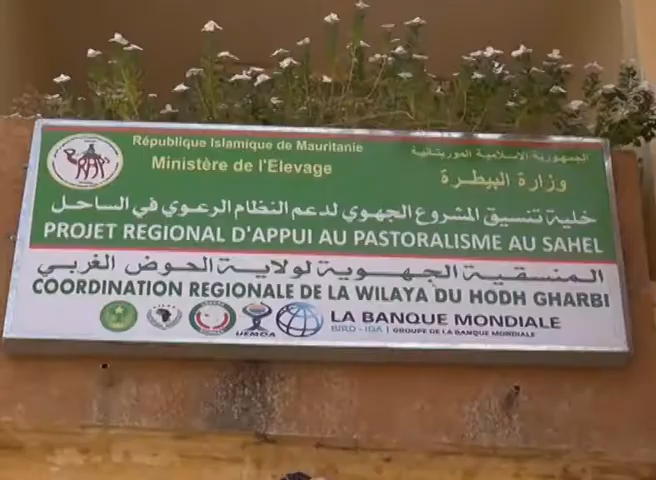 République Islamique de Mauritanie
الجمهورية الإسلامية الموريتانية
Ministère de l'Elevage
وزارة البيطرة
خلية تنسيق المشروع الجهوي لدعم النظام الرعوي في الساحل
PROJET REGIONAL D'APPUI AU PASTORALISME AU SAHEL
المنسقية الجهوية لولاية الحوض الغربي
COORDINATION REGIONALE DE LA WILAYA DU HODH GHARBI
UEMOA
LA BANQUE MONDIALE
BIRD - IDA | GROUPE DE LA BANQUE MONDIALE